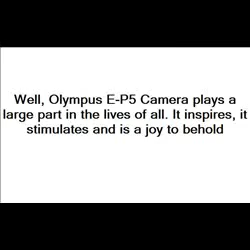 Well, Olympus E-P5 Camera plays a
large part in the lives of all. It inspires, it
stimulates and is a joy to behold